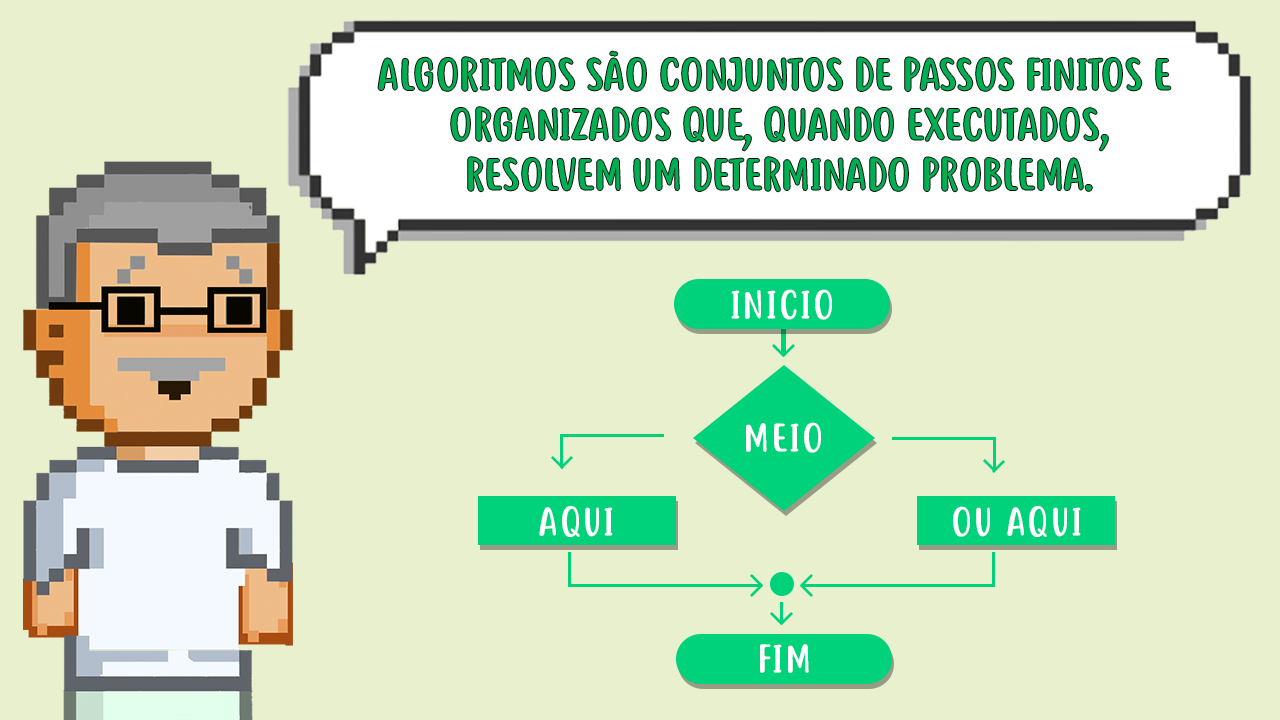 ALGORITMOS SÃO CONJUNTOS DE PASSOS FINITOS E
ORGANIZADOS QUE, QUANDO EXECUTADOS,
RESOLVEM UM DETERMINADO PROBLEMA.
INICIO
MEIO
AQUI
OU AQUI
FIM